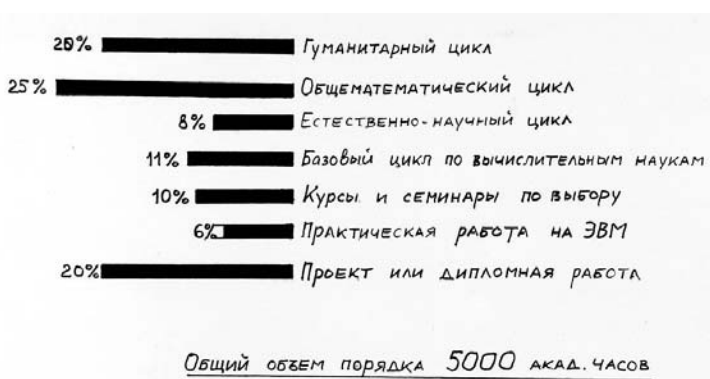 20% Гуманитарный цикл
25% Общематематический цикл
8% Естественно-научный цикл
11% Базовый цикл по вычислительным наукам
10% Курсы и семинары по выбору
6% Практическая работа на ЭВМ
20% Проект или дипломная работа
Общий объем порядка 5000 акад. часов